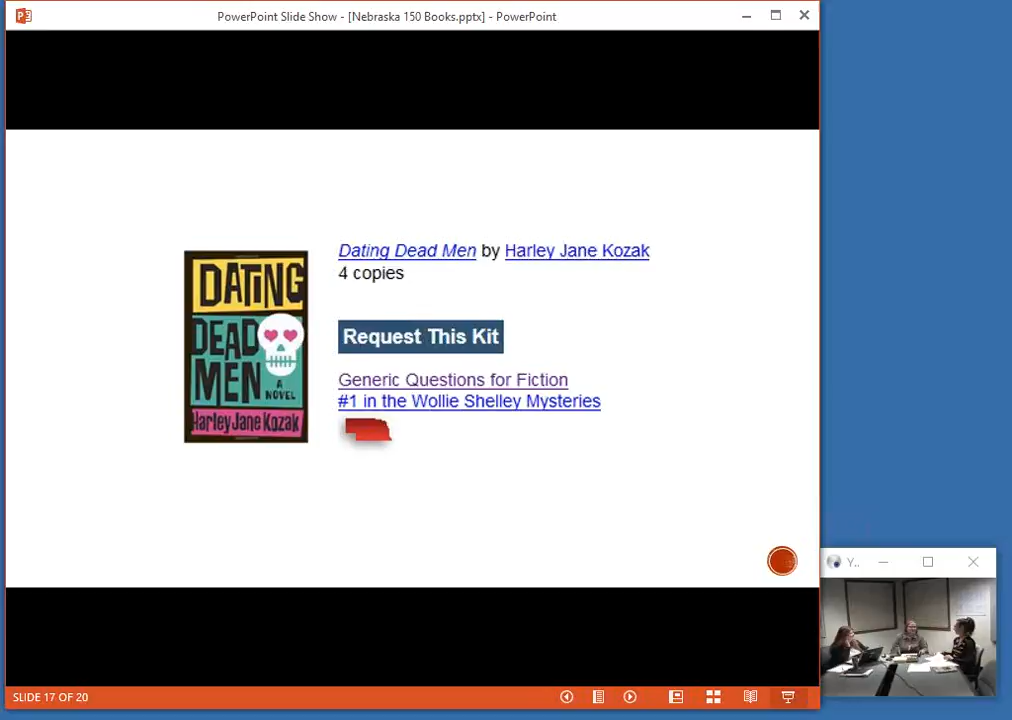 PowerPoint Slide Show - [Nebraska 150 Books.pptx] - PowerPoint
Dating Dead Men by Harley Jane Kozak
4 copies
DATING
DEAD
MEN
A
NOVEL
Harley Jane Kozak
Request This Kit
Generic Questions for Fiction
#1 in the Wollie Shelley Mysteries
Y..
SLIDE 17 OF 20